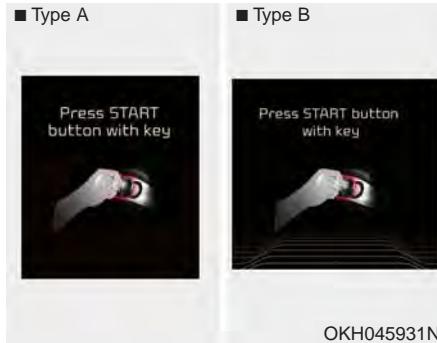 ■ Type A
Press START
button with key
■ Type B
Press START button
with key
OKH045931N